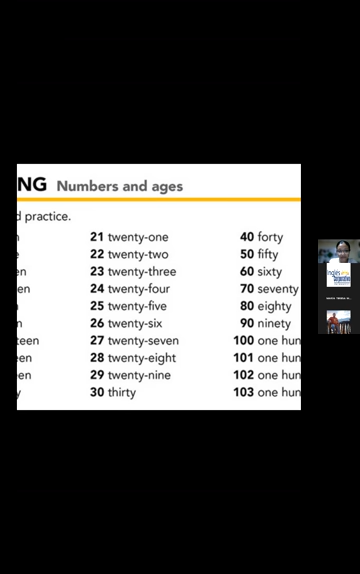 NG Numbers and ages
d practice.
21 twenty-one 40 forty
22 twenty-two 50 fifty
en 23 twenty-three 60 sixty
en 24 twenty-four 70 seventy
25 twenty-five 80 eighty
n 26 twenty-six 90 ninety
teen 27 twenty-seven 100 one hun
en 28 twenty-eight 101 one hun
en 29 twenty-nine 102 one hun
y 30 thirty 103 one hun